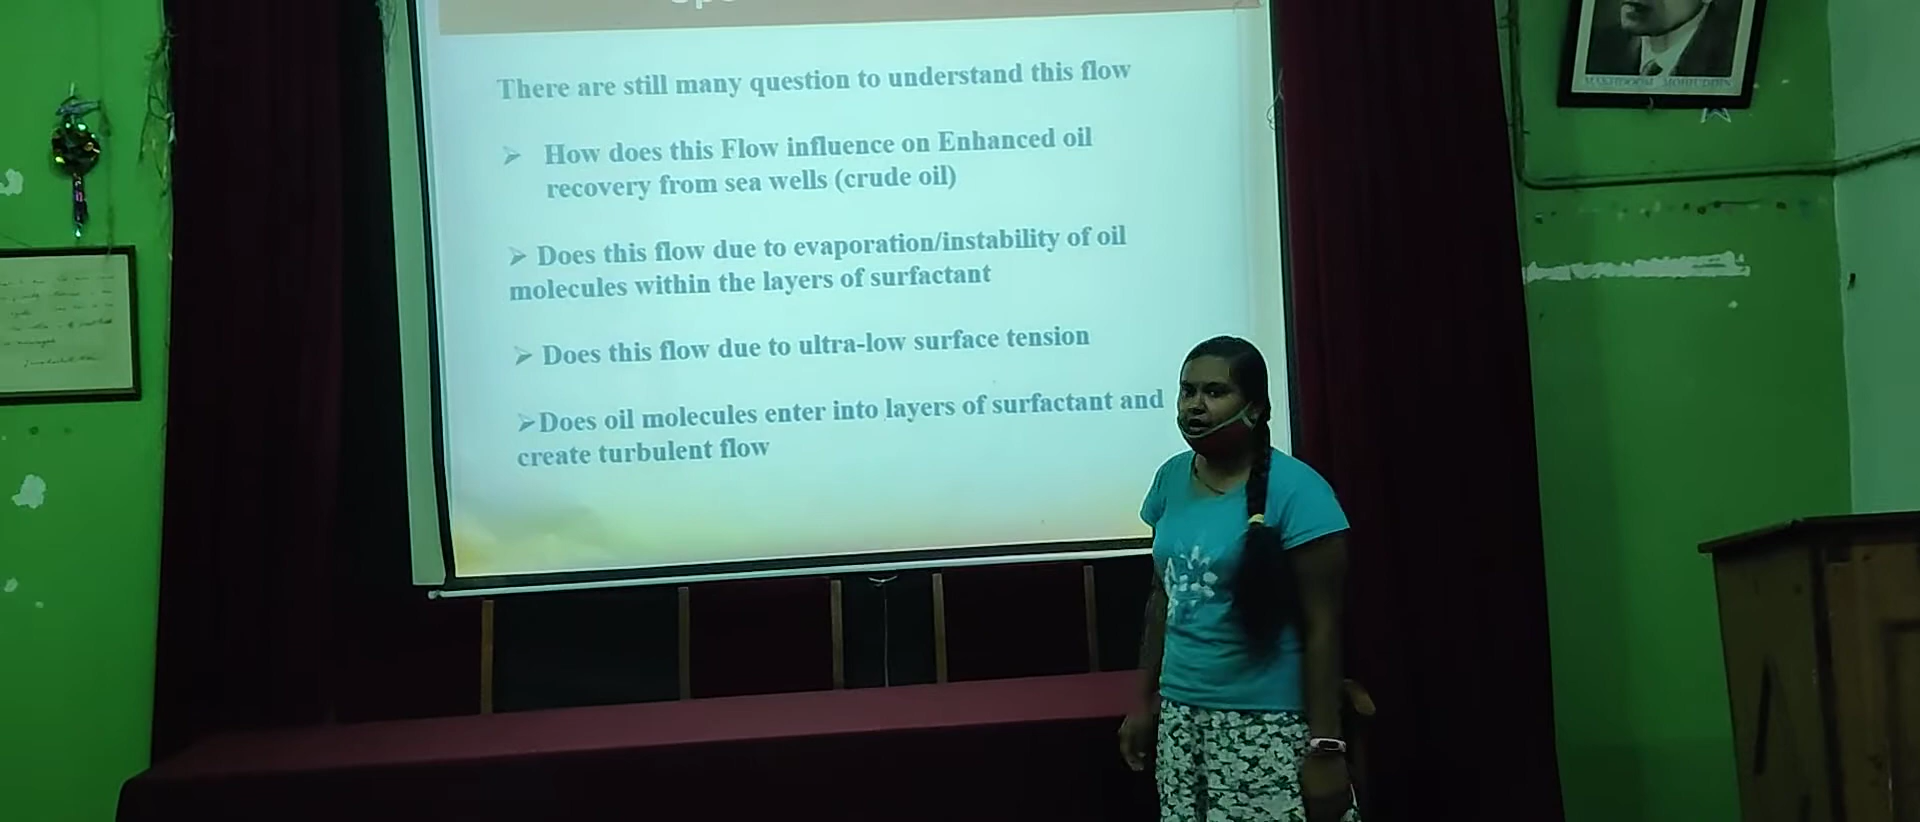 There are still many question to understand this flow
➢ How does this Flow influence on Enhanced oil
recovery from sea wells (crude oil)
➢ Does this flow due to evaporation/instability of oil
molecules within the layers of surfactant
➢ Does this flow due to ultra-low surface tension
➢Does oil molecules enter into layers of surfactant and
create turbulent flow
MAKHDOOM MOHIUDDIN